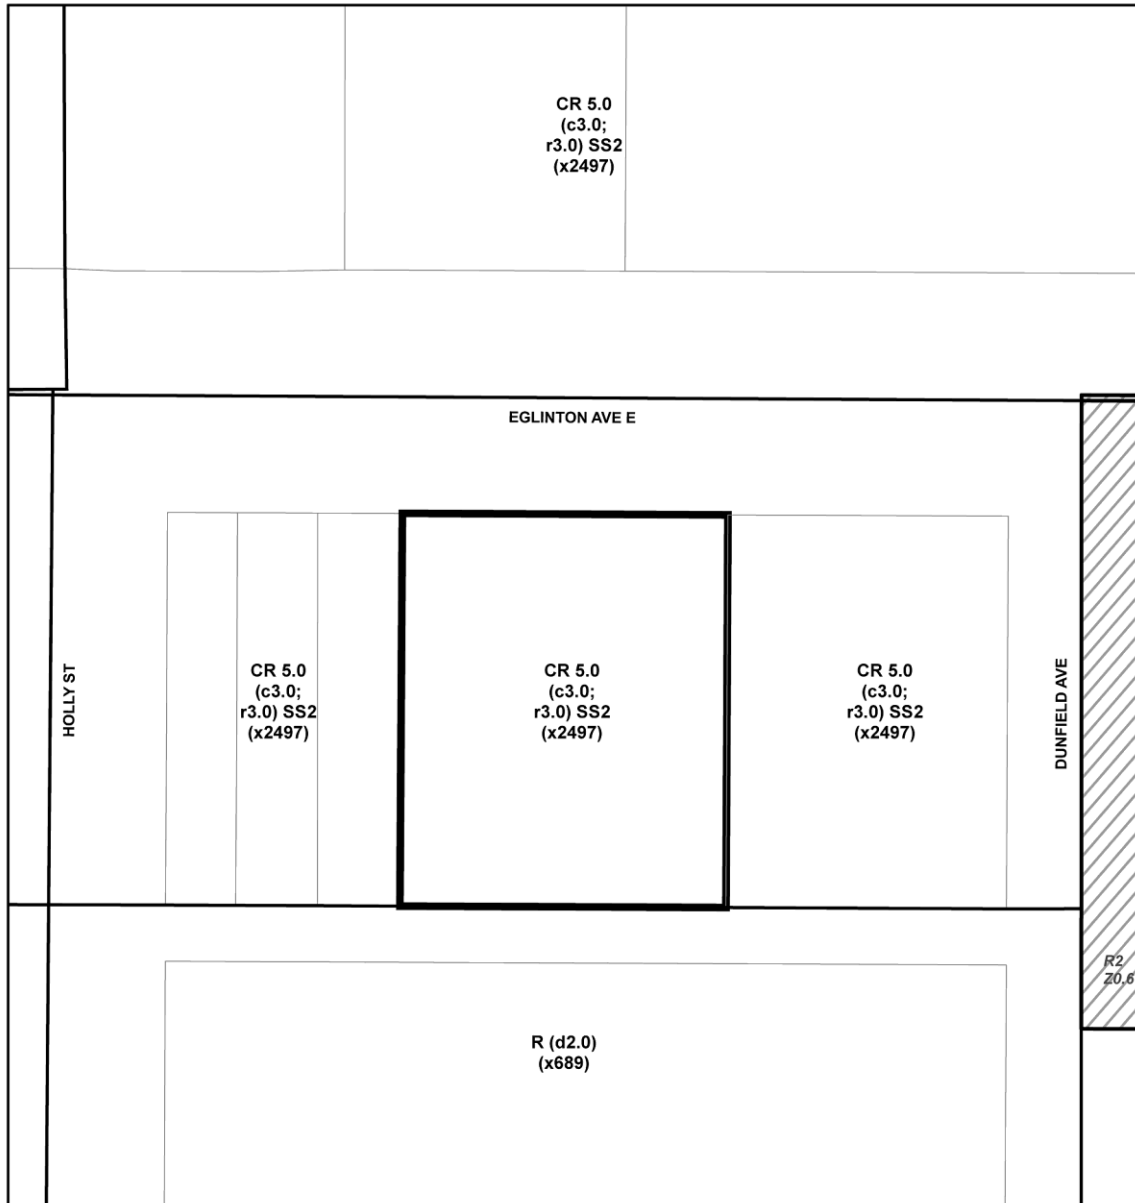 CR 5.0
(c3.0;
r3.0) SS2
(x2497)
EGLINTON AVE E
HOLLY ST
CR 5.0
(c3.0;
r3.0) SS2
(x2497)
CR 5.0
(c3.0;
r3.0) SS2
(x2497)
CR 5.0
(c3.0;
r3.0) SS2
(x2497)
DUNFIELD AVE
R2
Z0.6
R (d2.0)
(x689)